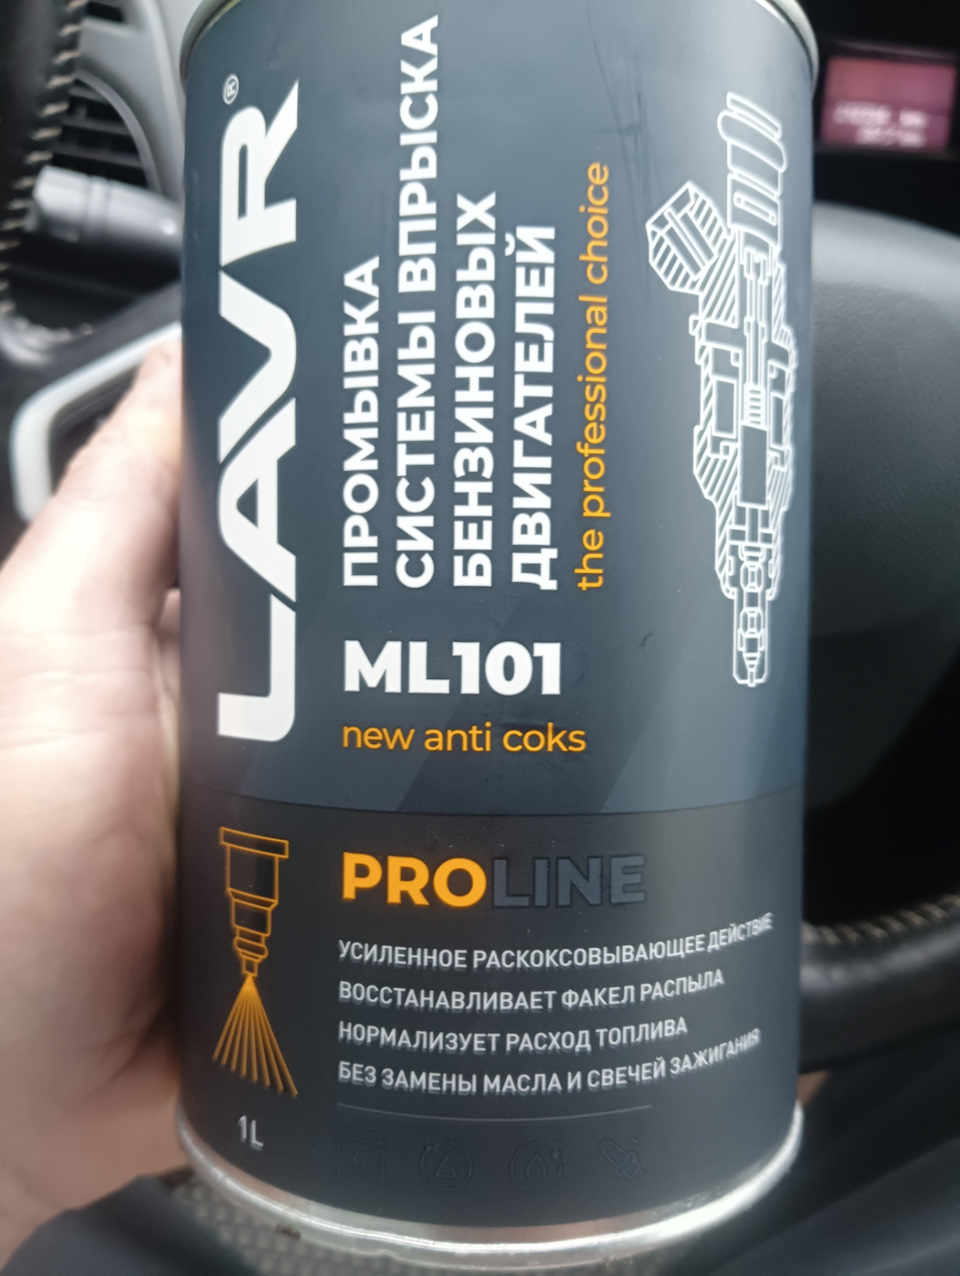 LAVR®
ПРОМЫВКА
СИСТЕМЫ ВПРЫСКА
БЕНЗИНОВЫХ
ДВИГАТЕЛЕЙ
the professional choice
ML101
new anti coks
PROLINE
УСИЛЕННОЕ РАСКОКСОВЫВАЮЩЕЕ ДЕЙСТВИЕ
ВОССТАНАВЛИВАЕТ ФАКЕЛ РАСПЫЛА
НОРМАЛИЗУЕТ РАСХОД ТОПЛИВА
БЕЗ ЗАМЕНЫ МАСЛА И СВЕЧЕЙ ЗАЖИГАНИЯ
1L